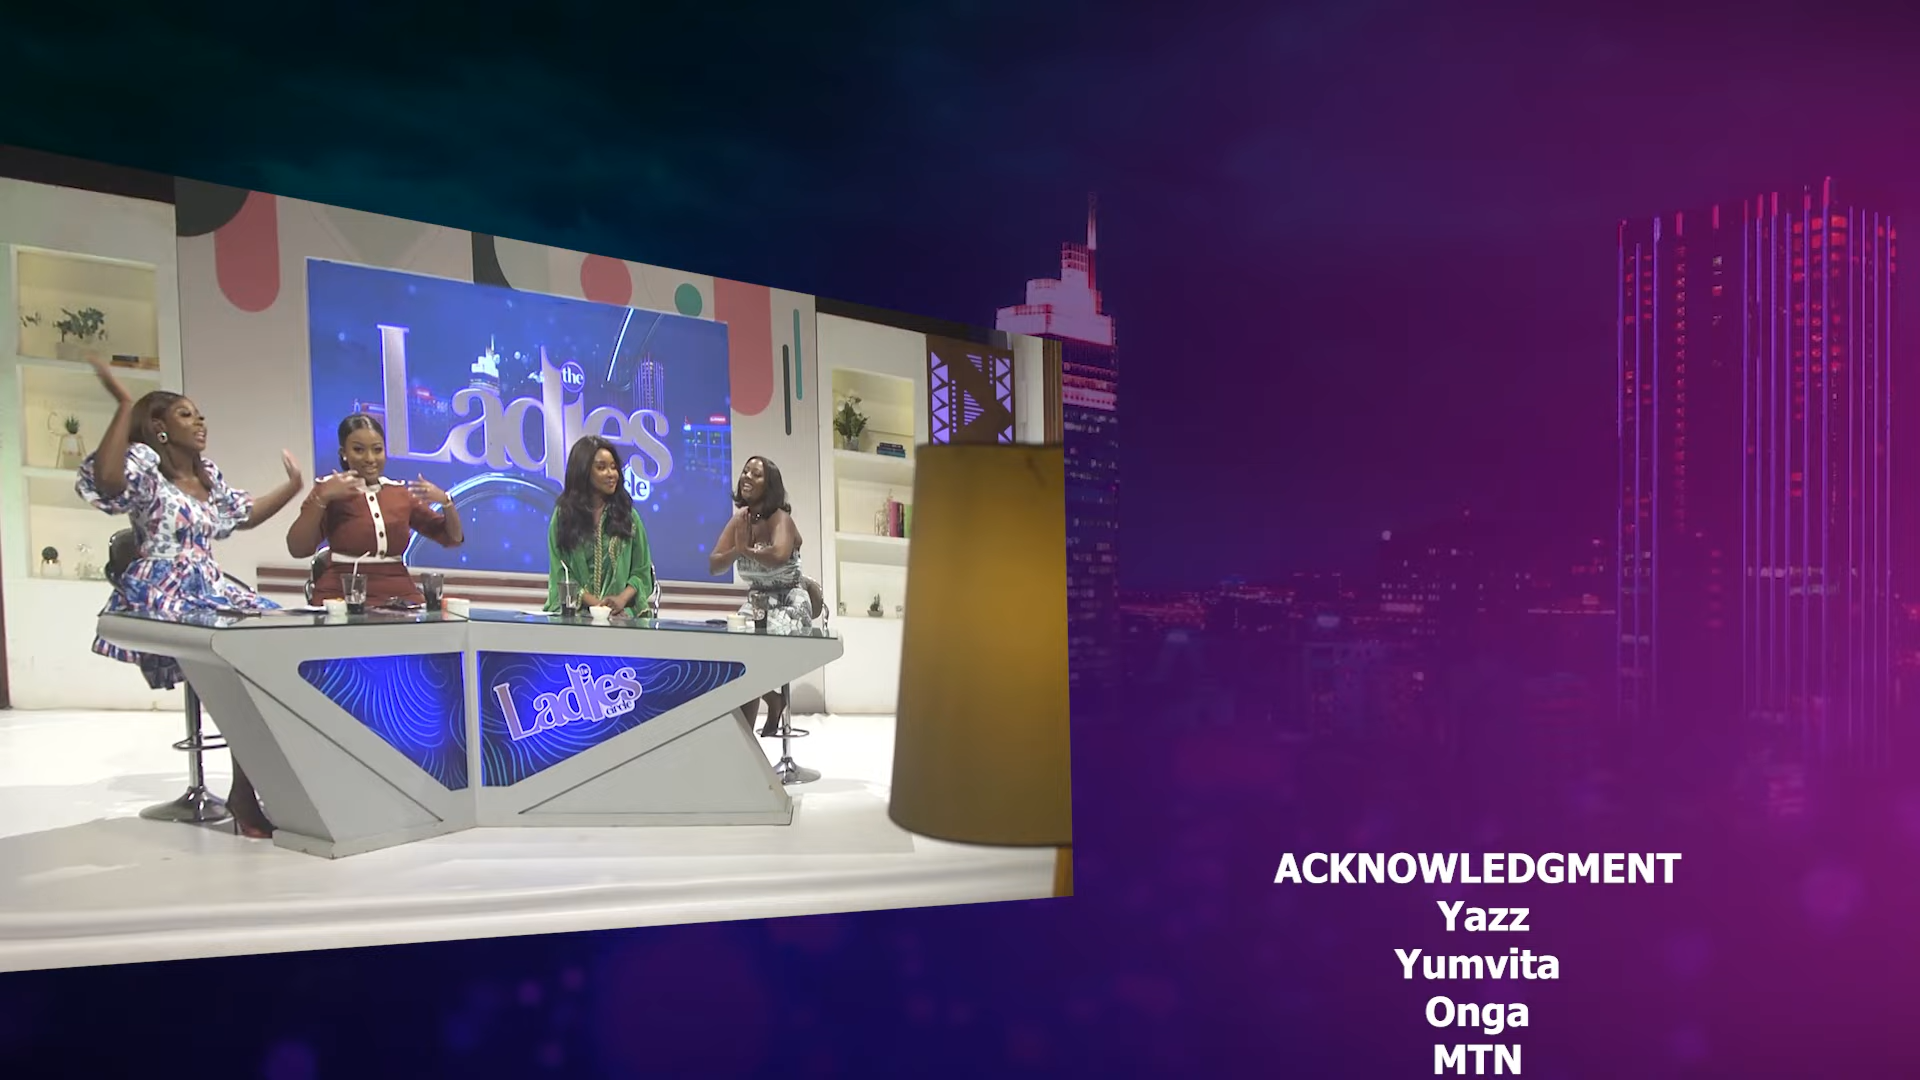 the
Ladies
circle
the
Ladies
circle
ACKNOWLEDGMENT
Yazz
Yumvita
Onga
MTN